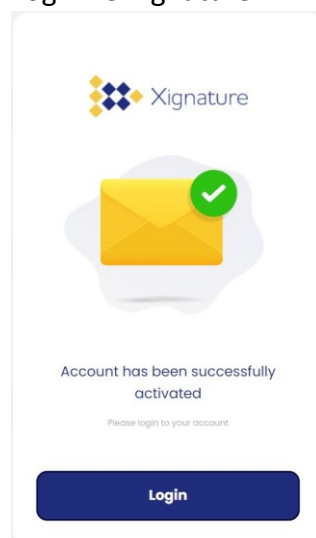 Xignature
Account has been successfully
activated
Please login to your account
Login